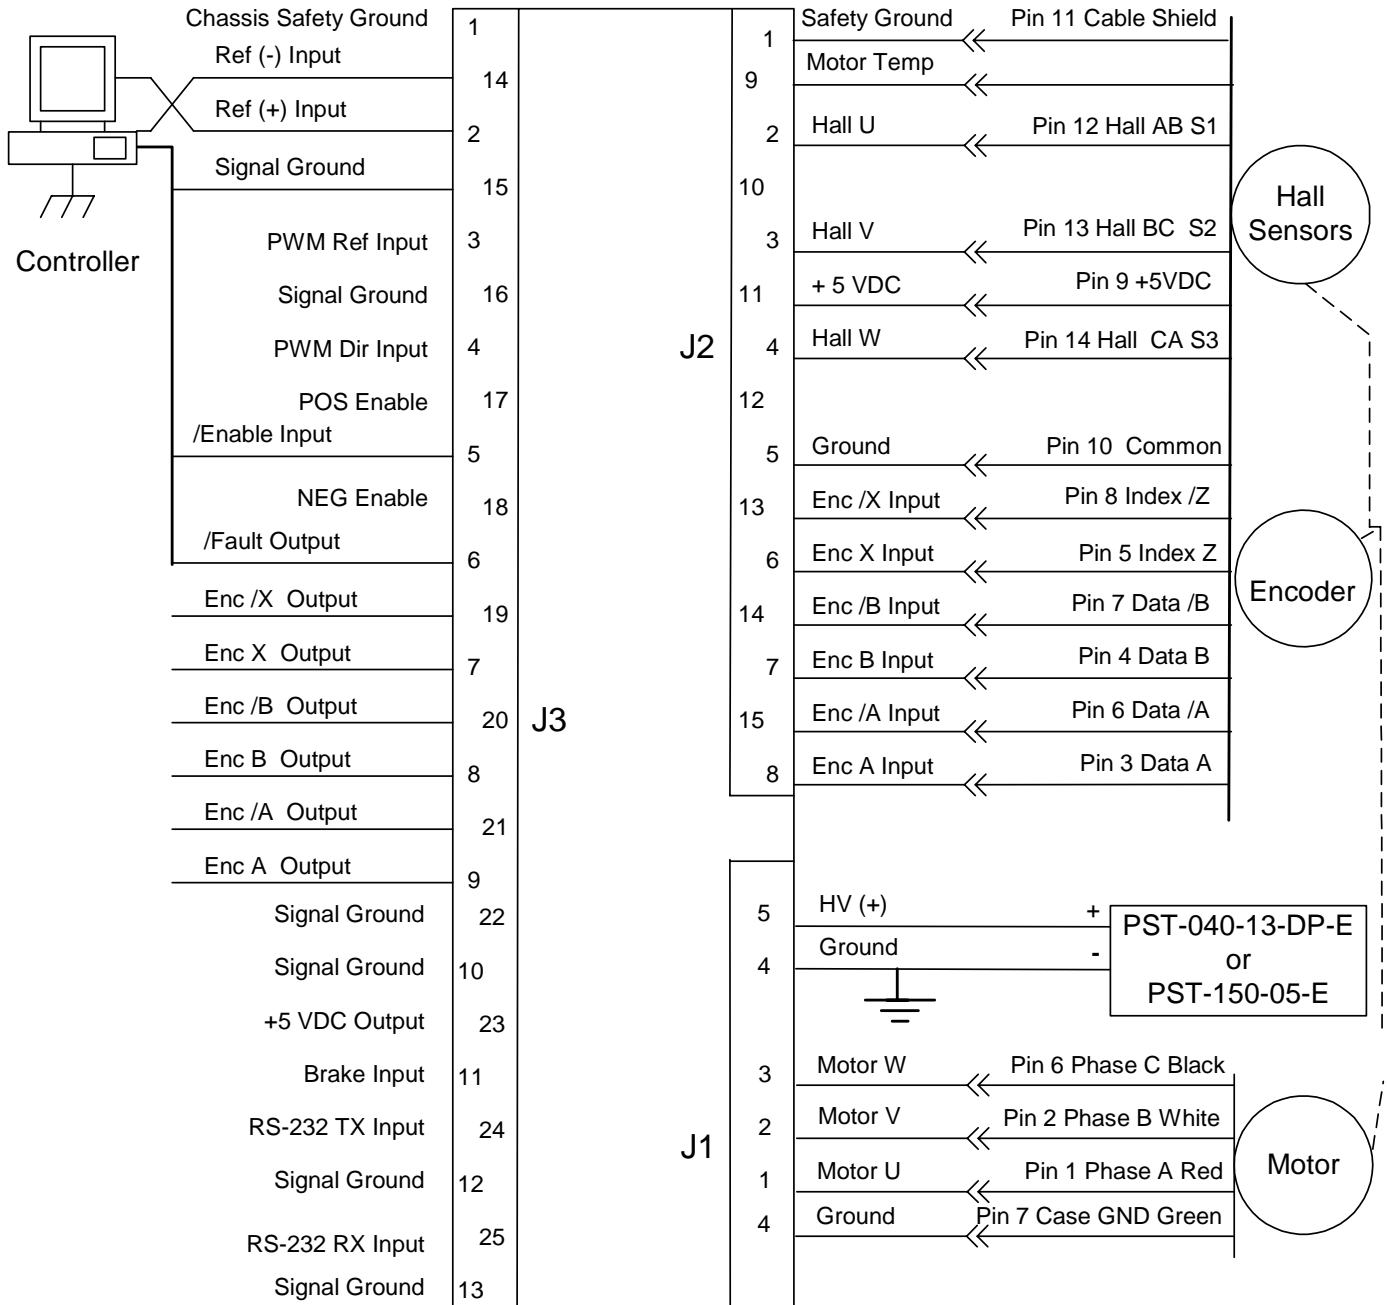 Chassis Safety Ground 1
Ref (-) Input 14
Ref (+) Input 2
Signal Ground 15
Controller
PWM Ref Input 3
Signal Ground 16
PWM Dir Input 4
POS Enable 17
/Enable Input 5
NEG Enable 18
/Fault Output 6
Enc /X Output 19
Enc X Output 7
Enc /B Output 20
J3
Enc B Output 8
Enc /A Output 21
Enc A Output 9
Signal Ground 22
Signal Ground 10
+5 VDC Output 23
Brake Input 11
RS-232 TX Input 24
Signal Ground 12
RS-232 RX Input 25
Signal Ground 13
J2
1 Safety Ground Pin 11 Cable Shield
9 Motor Temp
2 Hall U Pin 12 Hall AB S1
10
3 Hall V Pin 13 Hall BC S2
11 + 5 VDC Pin 9 +5VDC
4 Hall W Pin 14 Hall CA S3
12
5 Ground Pin 10 Common
13 Enc /X Input Pin 8 Index /Z
6 Enc X Input Pin 5 Index Z
14 Enc /B Input Pin 7 Data /B
7 Enc B Input Pin 4 Data B
15 Enc /A Input Pin 6 Data /A
8 Enc A Input Pin 3 Data A
Hall
Sensors
Encoder
J1
5 HV (+) +
4 Ground -
PST-040-13-DP-E
or
PST-150-05-E
3 Motor W Pin 6 Phase C Black
2 Motor V Pin 2 Phase B White
1 Motor U Pin 1 Phase A Red
4 Ground Pin 7 Case GND Green
Motor